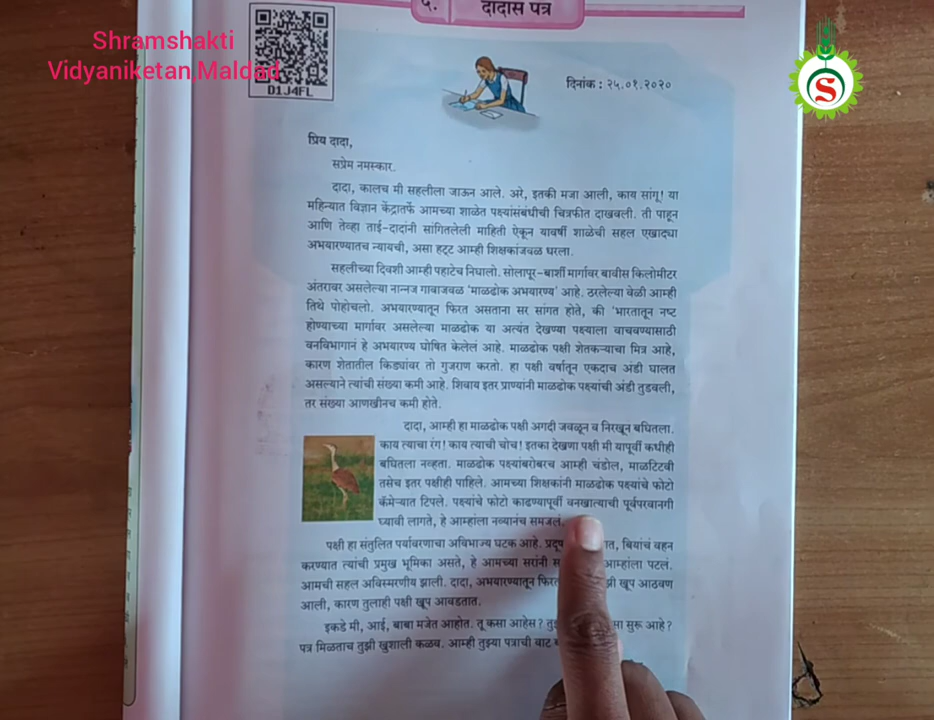 Shramshakti
Vidyaniketan Maldad
५.
दादास पत्र
D1J4FL
S
दिनांक : २५.०१.२०२०
प्रिय दादा,
सप्रेम नमस्कार.
दादा, कालच मी सहलीला जाऊन आले. अरे, इतकी मजा आली, काय सांगू! या
महिन्यात विज्ञान केंद्रातर्फे आमच्या शाळेत पक्ष्यांसंबंधीची चित्रफीत दाखवली. ती पाहून
आणि तेव्हा ताई-दादांनी सांगितलेली माहिती ऐकून यावर्षी शाळेची सहल एखाद्या
अभयारण्यातच न्यायची, असा हट्ट आम्ही शिक्षकांजवळ धरला.
सहलीच्या दिवशी आम्ही पहाटेच निघालो. सोलापूर-बार्शी मार्गावर बावीस किलोमीटर
अंतरावर असलेल्या नान्नज गावाजवळ ‘माळढोक अभयारण्य’ आहे. ठरलेल्या वेळी आम्ही
तिथे पोहोचलो. अभयारण्यातून फिरत असताना सर सांगत होते, की ‘भारतातून नष्ट
होण्याच्या मार्गावर असलेल्या माळढोक या अत्यंत देखण्या पक्ष्याला वाचवण्यासाठी
वनविभागानं हे अभयारण्य घोषित केलेलं आहे. माळढोक पक्षी शेतकऱ्याचा मित्र आहे,
कारण शेतातील किड्यांवर तो गुजराण करतो. हा पक्षी वर्षातून एकदाच अंडी घालत
असल्याने त्यांची संख्या कमी आहे. शिवाय इतर प्राण्यांनी माळढोक पक्ष्यांची अंडी तुडवली,
तर संख्या आणखीनच कमी होते.
दादा, आम्ही हा माळढोक पक्षी अगदी जवळून व निरखून बघितला.
काय त्याचा रंग! काय त्याची चोच! इतका देखणा पक्षी मी यापूर्वी कधीही
बघितला नव्हता. माळढोक पक्ष्यांबरोबरच आम्ही चंडोल, माळटिटवी
तसेच इतर पक्षीही पाहिले. आमच्या शिक्षकांनी माळढोक पक्ष्यांचे फोटो
कॅमेऱ्यात टिपले. पक्ष्यांचे फोटो काढण्यापूर्वी वनखात्याची पूर्वपरवानगी
घ्यावी लागते, हे आम्हांला नव्यानंच समजलं.
पक्षी हा संतुलित पर्यावरणाचा अविभाज्य घटक आहे. बियांचं वहन
करण्यात त्यांची प्रमुख भूमिका असते, हे आमच्या सरांनी आम्हांला पटलं.
आमची सहल अविस्मरणीय झाली. दादा, अभयारण्यातून खूप आठवण
आली, कारण तुलाही पक्षी खूप आवडतात.
इकडे मी, आई, बाबा मजेत आहोत. तू कसा आहेस? सुरू आहे?
पत्र मिळताच तुझी खुशाली कळव. आम्ही तुझ्या पत्राची वाट